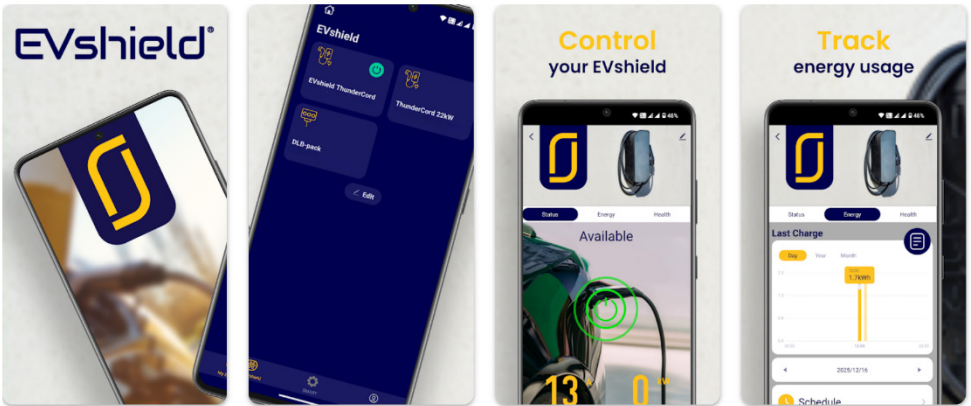 EVshield®
EVshield
EVshield ThunderCord
ThunderCord 22kW
DLB-pack
Edit
Control
your EVshield
46%
Status
Energy
Health
Available
13
0
kW
Track
energy usage
46%
Status
Energy
Health
Last Charge
Day
Year
Month
1.7kWh
2025/12/16
Schedule